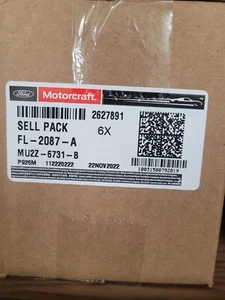 Ford Motorcraft
2627891
SELL PACK
6X
FL-2087-A
MU2Z-6731-B
P925M 112220222 22NOV2022